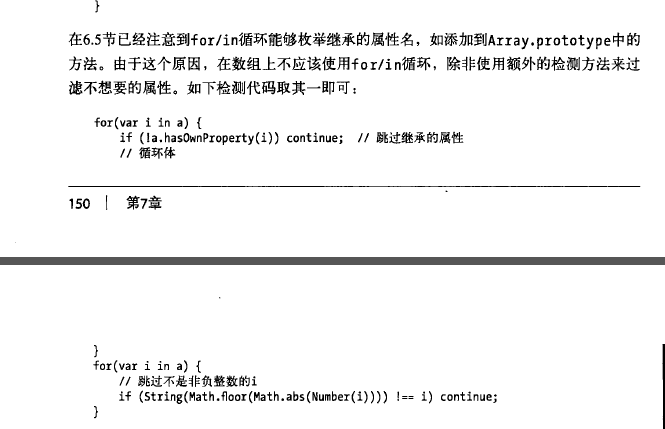 }
在6.5节已经注意到for/in循环能够枚举继承的属性名，如添加到Array.prototype中的
方法。由于这个原因，在数组上不应该使用for/in循环，除非使用额外的检测方法来过
滤不想要的属性。如下检测代码取其一即可：
for(var i in a) {
if (!a.hasOwnProperty(i)) continue; // 跳过继承的属性
// 循环体
150 | 第7章
}
for(var i in a) {
// 跳过不是非负整数的i
if (String(Math.floor(Math.abs(Number(i)))) !== i) continue;
}